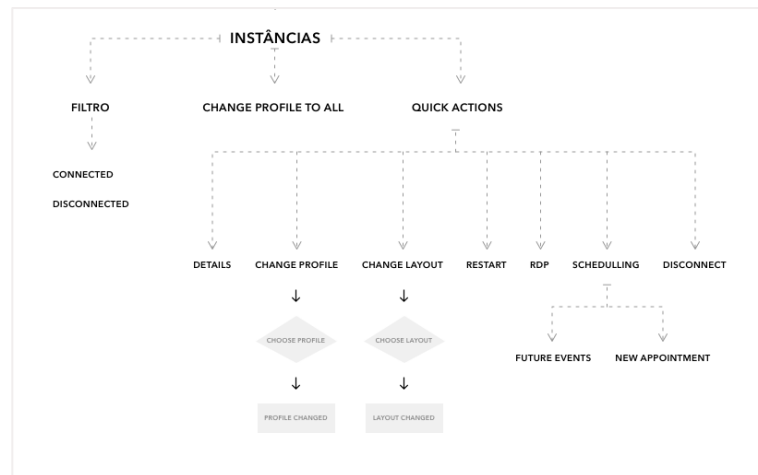 INSTÂNCIAS
FILTRO
CHANGE PROFILE TO ALL
QUICK ACTIONS
CONNECTED
DISCONNECTED
DETAILS
CHANGE PROFILE
CHANGE LAYOUT
RESTART
RDP
SCHEDULLING
DISCONNECT
CHOOSE PROFILE
CHOOSE LAYOUT
FUTURE EVENTS
NEW APPOINTMENT
PROFILE CHANGED
LAYOUT CHANGED